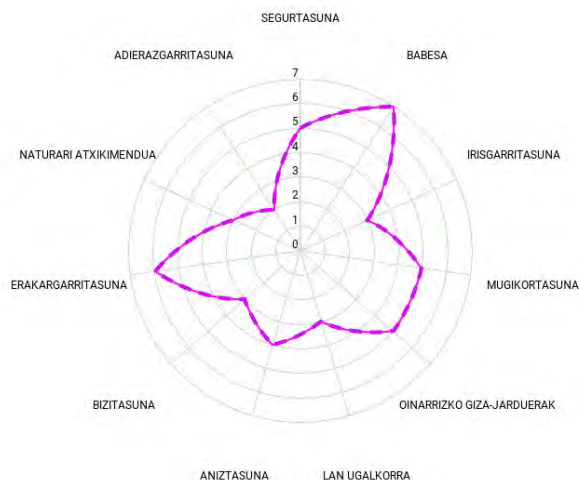 SEGURTASUNA
ADIERAZGARRITASUNA
BABESA
7
6
5
4
3
2
1
0
NATURARI ATXIKIMENDUA
IRISGARRITASUNA
ERAKARGARRITASUNA
MUGIKORTASUNA
BIZITASUNA
OINARRIZKO GIZA-JARDUERAK
ANIZTASUNA
LAN UGALKORRA